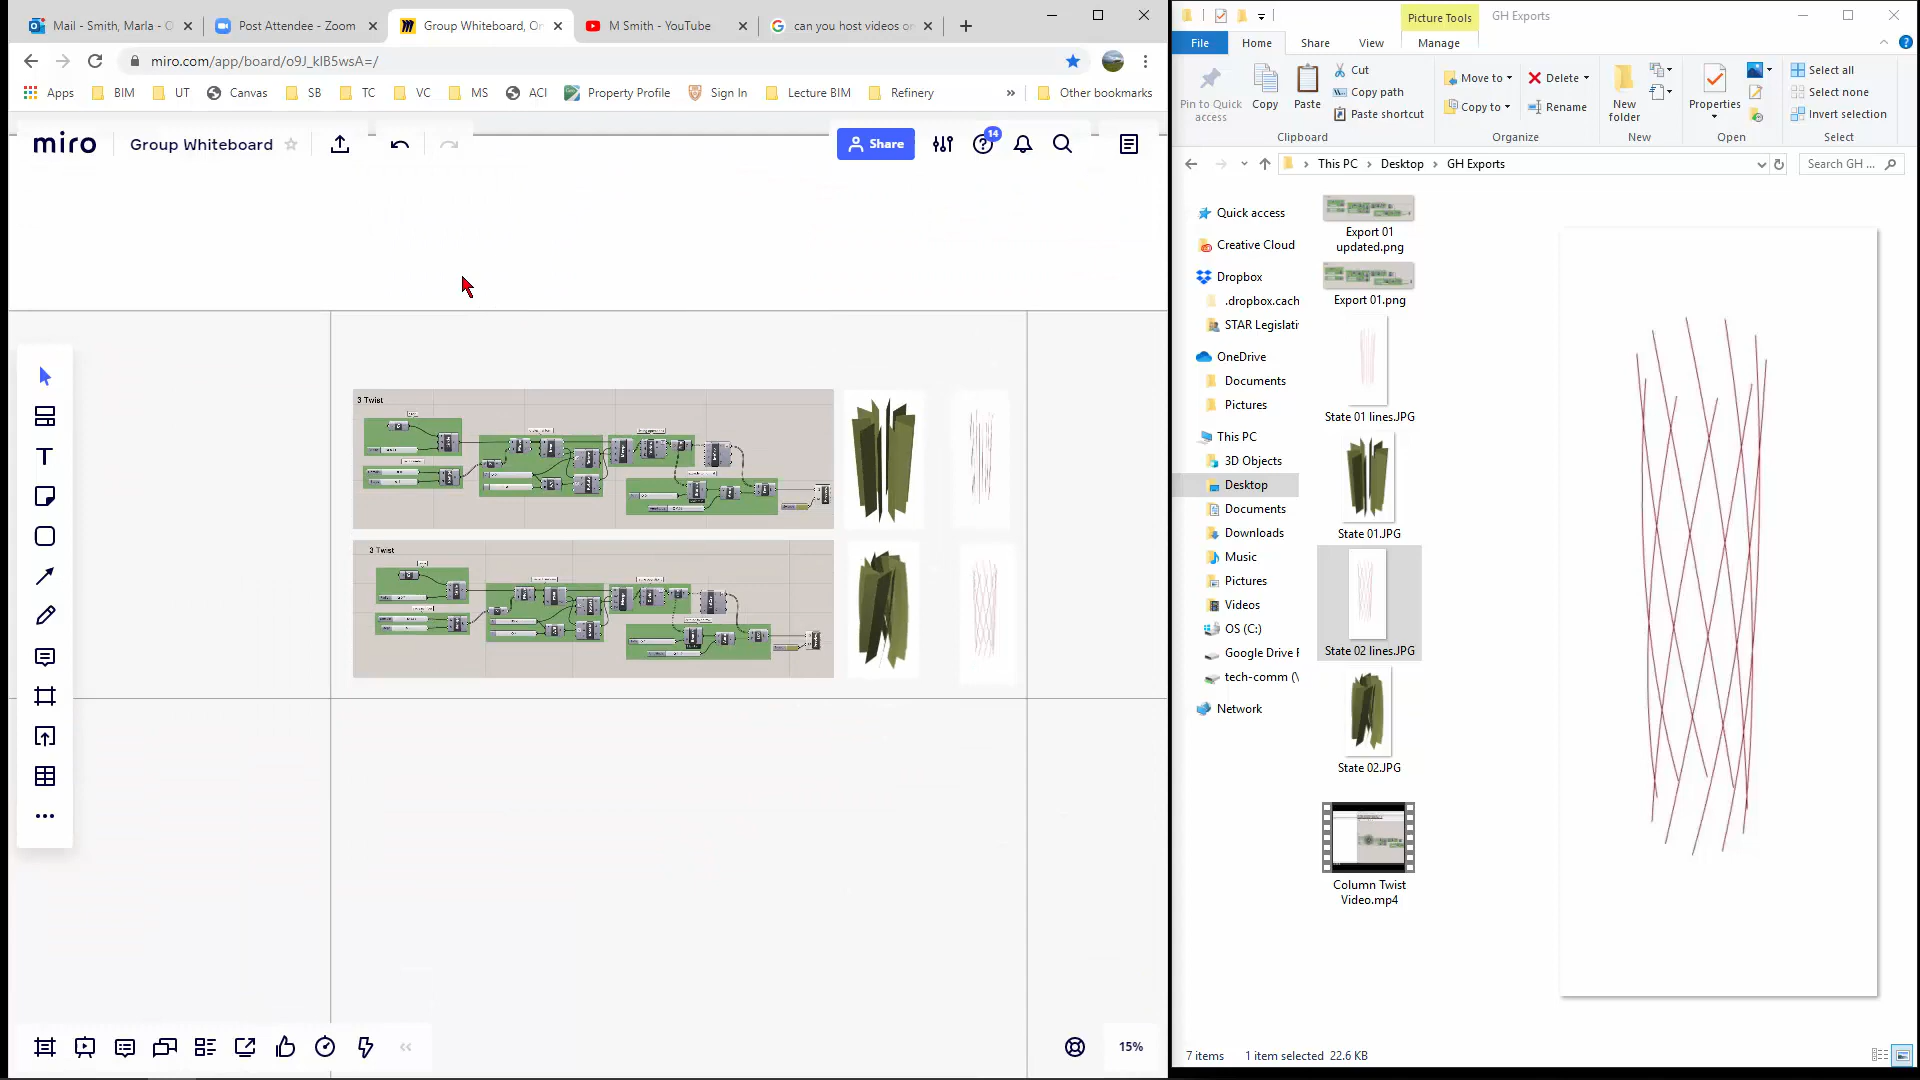 Mail - Smith, Marla - O
Post Attendee - Zoom
Group Whiteboard, On
M Smith - YouTube
can you host videos on
miro.com/app/board/o9J_klB5wsA=/
Apps
BIM
UT
Canvas
SB
TC
VC
MS
ACI
Property Profile
Sign In
Lecture BIM
Refinery
»
Other bookmarks
miro
Group Whiteboard
Share
14
3 Twist
3 Twist
15%
Picture Tools
GH Exports
File
Home
Share
View
Manage
Pin to Quick access
Copy
Paste
Cut
Copy path
Paste shortcut
Clipboard
Move to
Copy to
Delete
Rename
Organize
New folder
New
Properties
Open
Select all
Select none
Invert selection
Select
This PC
Desktop
GH Exports
Search GH ...
Quick access
Creative Cloud
Dropbox
.dropbox.cach
STAR Legislati
OneDrive
Documents
Pictures
This PC
3D Objects
Desktop
Documents
Downloads
Music
Pictures
Videos
OS (C:)
Google Drive F
tech-comm (\
Network
Export 01
updated.png
Export 01.png
State 01 lines.JPG
State 01.JPG
State 02 lines.JPG
State 02.JPG
Column Twist
Video.mp4
7 items
1 item selected 22.6 KB